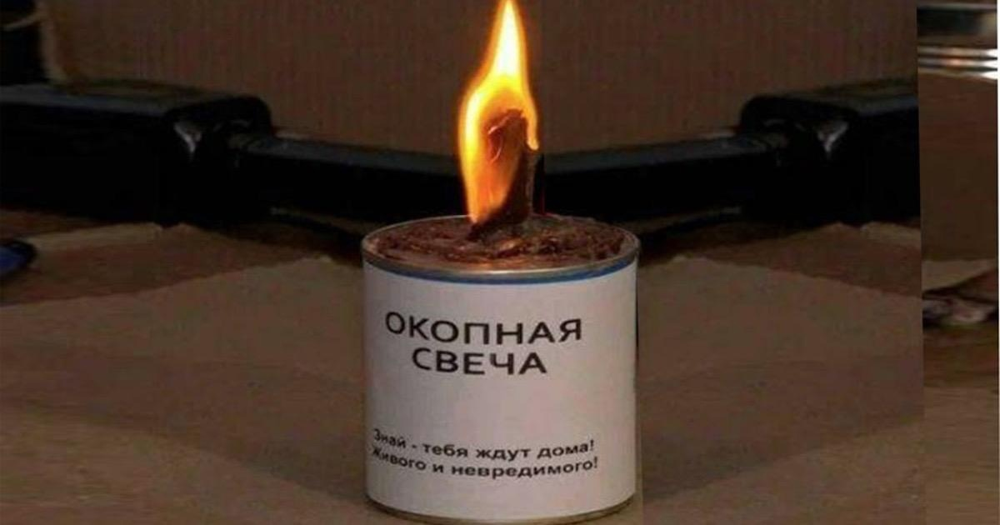 ОКОПНАЯ
СВЕЧА
Знай - тебя ждут дома!
Живого и невредимого!